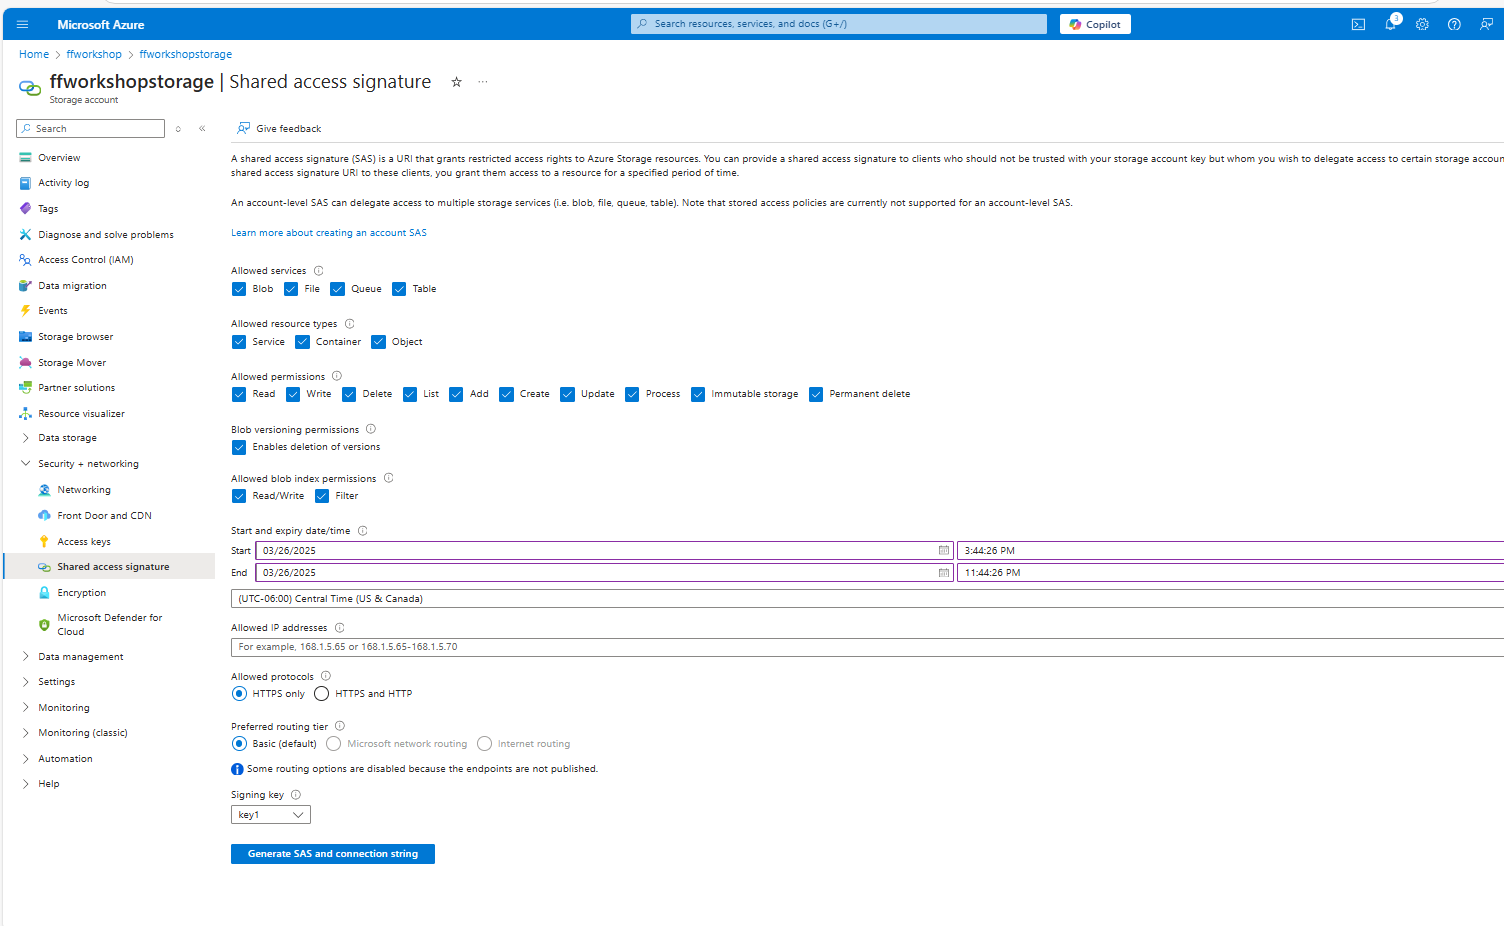 Microsoft Azure
Search resources, services, and docs (G+/)
Copilot
3
Home > ffworkshop > ffworkshopstorage
ffworkshopstorage | Shared access signature
Storage account
Search
Give feedback
Overview
Activity log
Tags
Diagnose and solve problems
Access Control (IAM)
Data migration
Events
Storage browser
Storage Mover
Partner solutions
Resource visualizer
Data storage
Security + networking
Networking
Front Door and CDN
Access keys
Shared access signature
Encryption
Microsoft Defender for
Cloud
Data management
Settings
Monitoring
Monitoring (classic)
Automation
Help
A shared access signature (SAS) is a URI that grants restricted access rights to Azure Storage resources. You can provide a shared access signature to clients who should not be trusted with your storage account key but whom you wish to delegate access to certain storage accoun
shared access signature URI to these clients, you grant them access to a resource for a specified period of time.
An account-level SAS can delegate access to multiple storage services (i.e. blob, file, queue, table). Note that stored access policies are currently not supported for an account-level SAS.
Learn more about creating an account SAS
Allowed services
Blob File Queue Table
Allowed resource types
Service Container Object
Allowed permissions
Read Write Delete List Add Create Update Process Immutable storage Permanent delete
Blob versioning permissions
Enables deletion of versions
Allowed blob index permissions
Read/Write Filter
Start and expiry date/time
Start 03/26/2025 3:44:26 PM
End 03/26/2025 11:44:26 PM
(UTC-06:00) Central Time (US & Canada)
Allowed IP addresses
For example, 168.1.5.65 or 168.1.5.65-168.1.5.70
Allowed protocols
HTTPS only HTTPS and HTTP
Preferred routing tier
Basic (default) Microsoft network routing Internet routing
Some routing options are disabled because the endpoints are not published.
Signing key
key1
Generate SAS and connection string